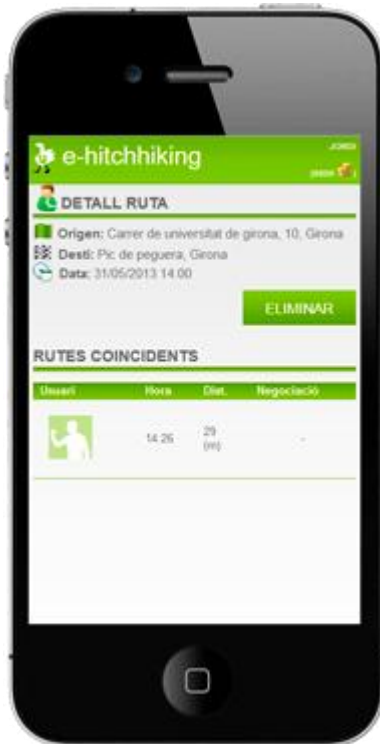 e-hitchhiking
JORDI
DETALL RUTA
Origen: Carrer de universitat de girona, 10, Girona
Destí: Pic de peguera, Girona
Data: 31/05/2013 14:00
ELIMINAR
RUTES COINCIDENTS
Usuari Hora Dist. Negociació
14:26 29 (m) -